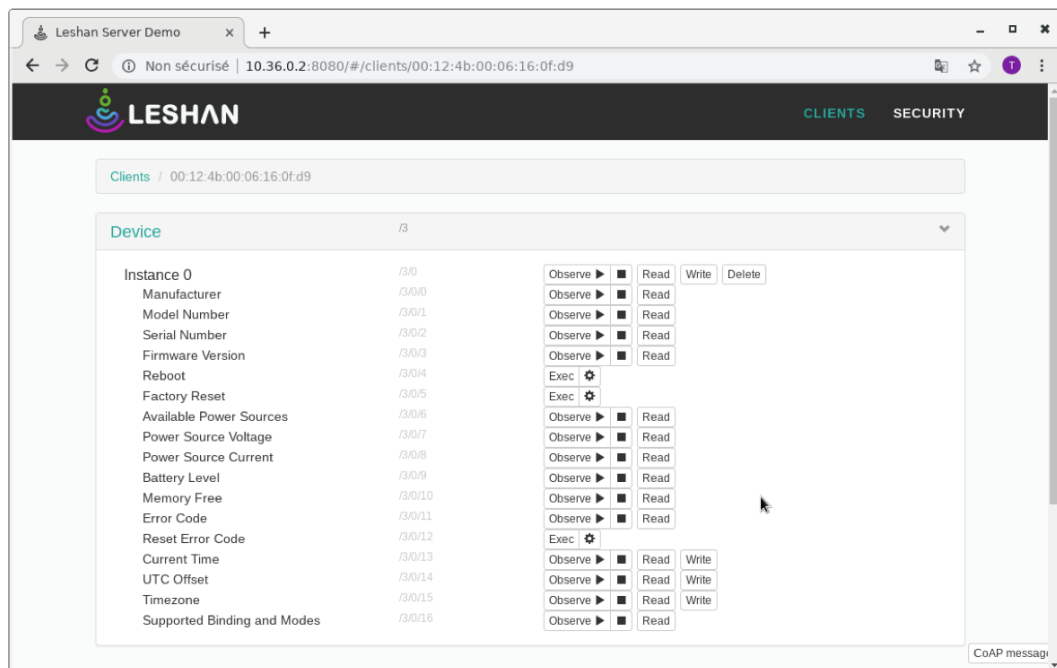 Leshan Server Demo
Non sécurisé | 10.36.0.2:8080/#/clients/00:12:4b:00:06:16:0f:d9
T
LESHAN CLIENTS SECURITY
Clients / 00:12:4b:00:06:16:0f:d9
Device /3
Instance 0 /3/0 Observe Read Write Delete
Manufacturer /3/0/0 Observe Read
Model Number /3/0/1 Observe Read
Serial Number /3/0/2 Observe Read
Firmware Version /3/0/3 Observe Read
Reboot /3/0/4 Exec
Factory Reset /3/0/5 Exec
Available Power Sources /3/0/6 Observe Read
Power Source Voltage /3/0/7 Observe Read
Power Source Current /3/0/8 Observe Read
Battery Level /3/0/9 Observe Read
Memory Free /3/0/10 Observe Read
Error Code /3/0/11 Observe Read
Reset Error Code /3/0/12 Exec
Current Time /3/0/13 Observe Read Write
UTC Offset /3/0/14 Observe Read Write
Timezone /3/0/15 Observe Read Write
Supported Binding and Modes /3/0/16 Observe Read
CoAP message